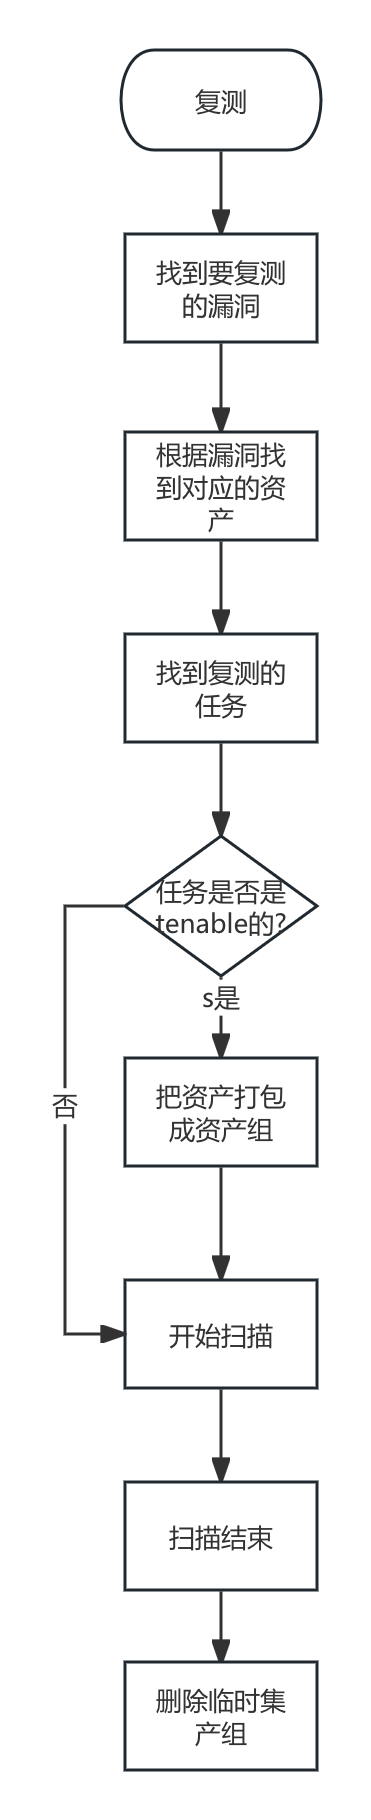 复测
找到要复测
的漏洞
根据漏洞找
到对应的资
产
找到复测的
任务
任务是否是
tenable的?
s是
否
把资产打包
成资产组
开始扫描
扫描结束
删除临时集
产组